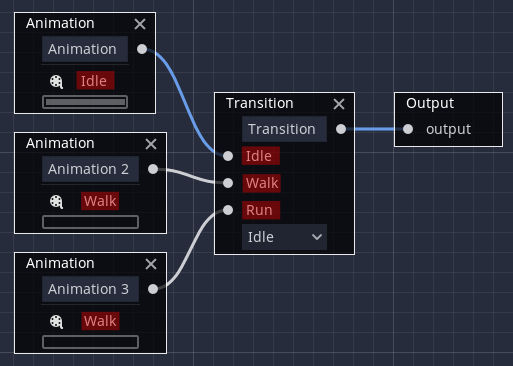 Animation
Animation
Idle
Animation
Animation 2
Walk
Animation
Animation 3
Walk
Transition
Transition
Idle
Walk
Run
Idle
Output
output